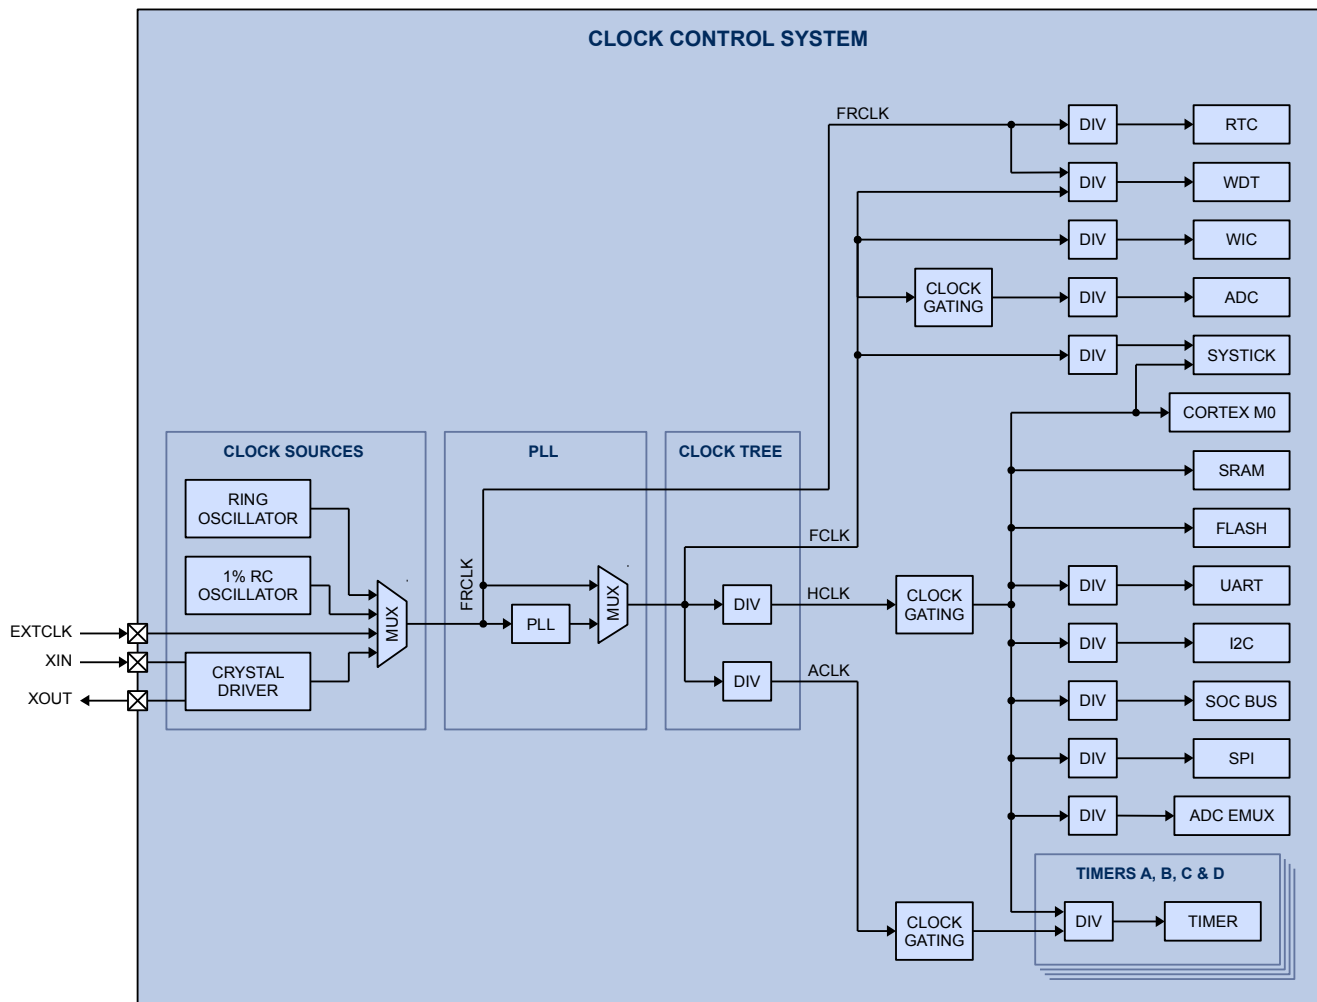 CLOCK CONTROL SYSTEM
FRCLK
DIV
RTC
DIV
WDT
DIV
WIC
CLOCK
GATING
DIV
ADC
DIV
SYSTICK
CORTEX M0
CLOCK SOURCES
PLL
CLOCK TREE
SRAM
RING
OSCILLATOR
FLASH
FCLK
1% RC
OSCILLATOR
MUX
FRCLK
PLL
MUX
DIV
HCLK
CLOCK
GATING
DIV
UART
EXTCLK
XIN
XOUT
CRYSTAL
DRIVER
DIV
ACLK
DIV
I2C
DIV
SOC BUS
DIV
SPI
DIV
ADC EMUX
TIMERS A, B, C & D
CLOCK
GATING
DIV
TIMER